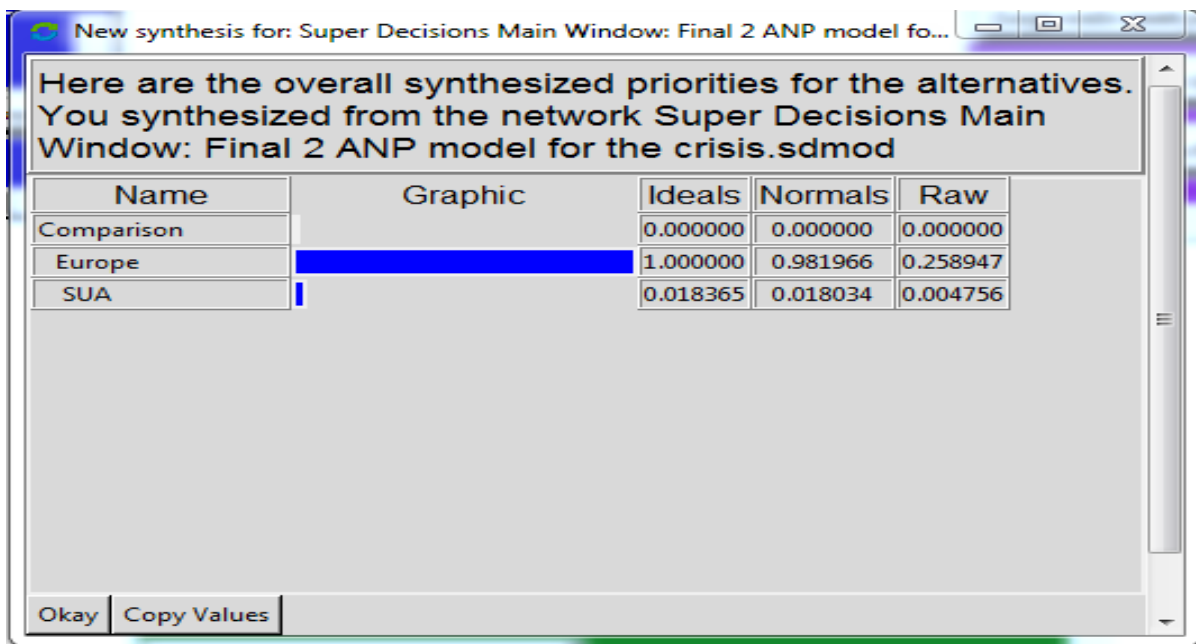 New synthesis for: Super Decisions Main Window: Final 2 ANP model fo...
Here are the overall synthesized priorities for the alternatives.
You synthesized from the network Super Decisions Main
Window: Final 2 ANP model for the crisis.sdmod
Name Graphic Ideals Normals Raw
Comparison 0.000000 0.000000 0.000000
Europe 1.000000 0.981966 0.258947
SUA 0.018365 0.018034 0.004756
Okay Copy Values